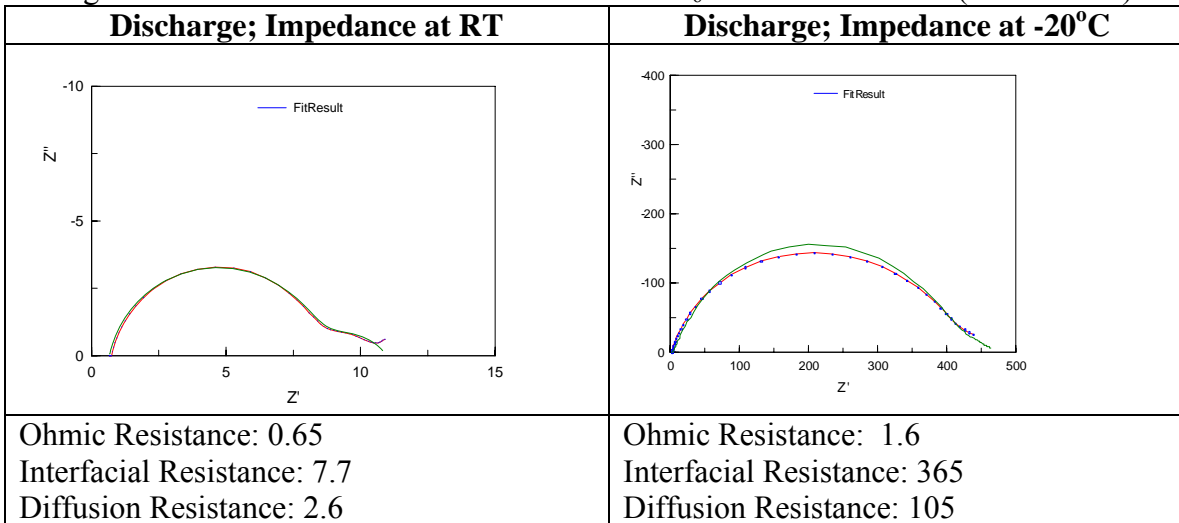 Discharge; Impedance at RT
Discharge; Impedance at -20°C
-10
-5
0
Z''
FitResult
0 5 10 15
Z'
-400
-300
-200
-100
0
Z''
FitResult
0 100 200 300 400 500
Z'
Ohmic Resistance: 0.65
Interfacial Resistance: 7.7
Diffusion Resistance: 2.6
Ohmic Resistance: 1.6
Interfacial Resistance: 365
Diffusion Resistance: 105